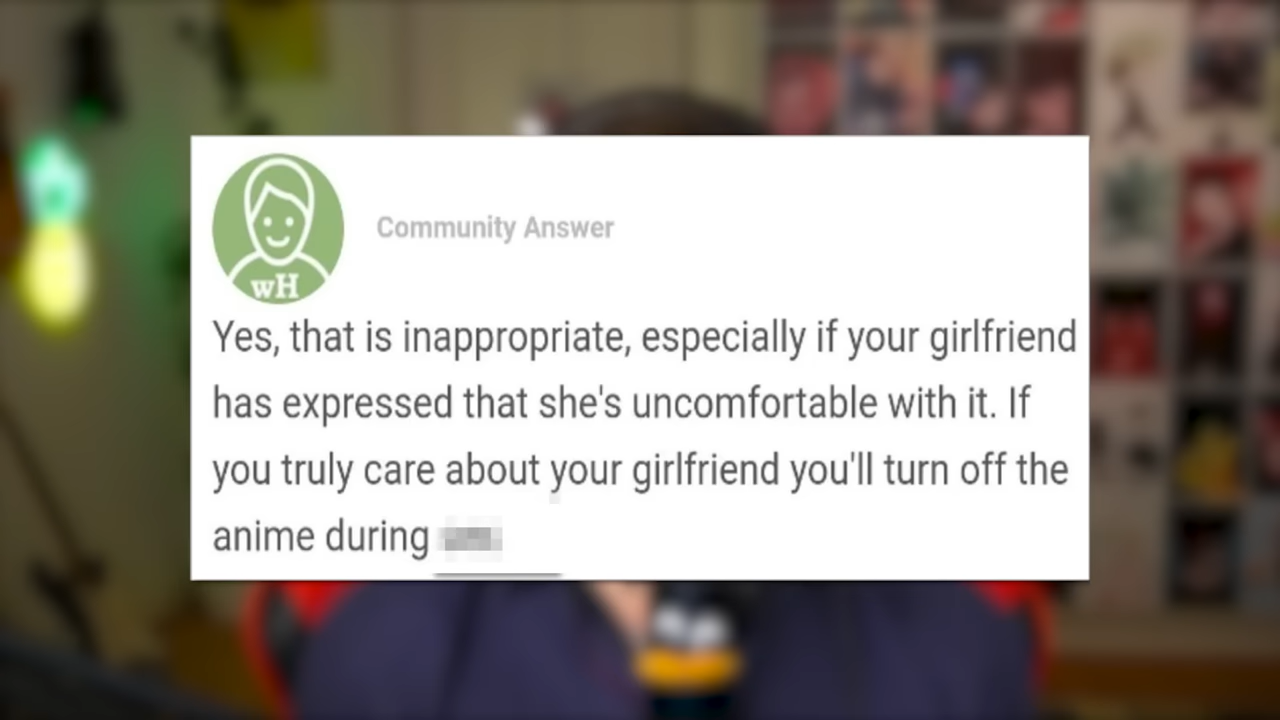 wH
Community Answer
Yes, that is inappropriate, especially if your girlfriend
has expressed that she's uncomfortable with it. If
you truly care about your girlfriend you'll turn off the
anime during